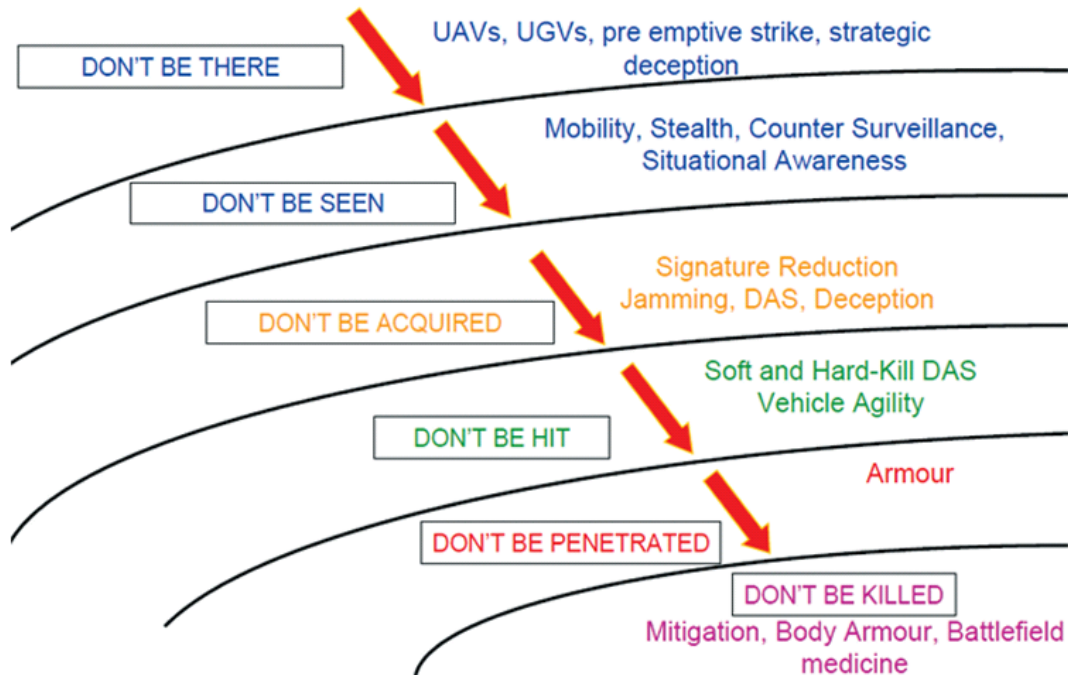 DON'T BE THERE
UAVs, UGVs, pre emptive strike, strategic
deception
DON'T BE SEEN
Mobility, Stealth, Counter Surveillance,
Situational Awareness
DON'T BE ACQUIRED
Signature Reduction
Jamming, DAS, Deception
DON'T BE HIT
Soft and Hard-Kill DAS
Vehicle Agility
DON'T BE PENETRATED
Armour
DON'T BE KILLED
Mitigation, Body Armour, Battlefield
medicine